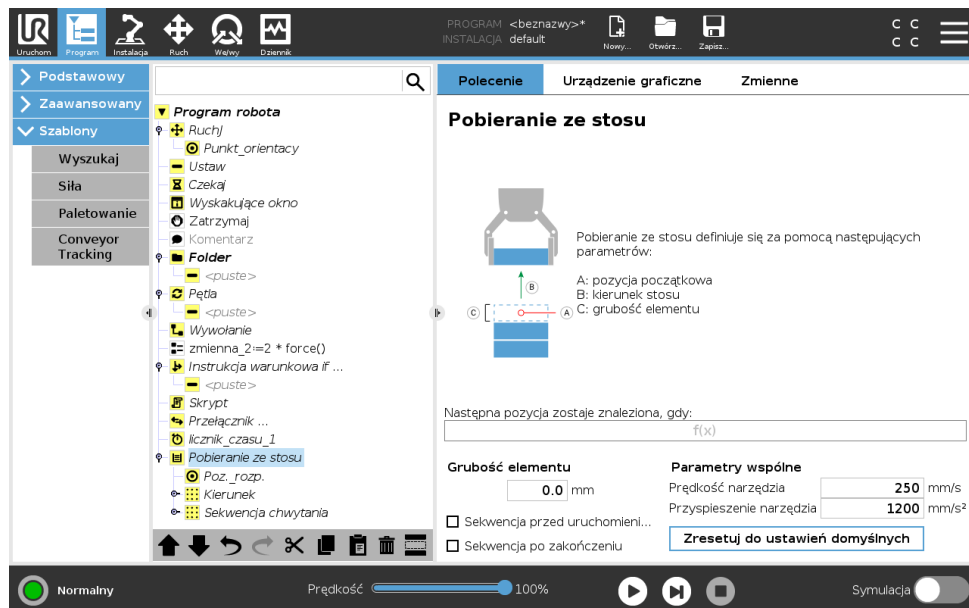 PROGRAM <beznazwy>*
INSTALACJA default
Uruchom Program Instalacja Ruch We/wy Dziennik Nowy... Otwórz... Zapisz...
C C
C C
Podstawowy
Zaawansowany
Szablony
Wyszukaj
Siła
Paletowanie
Conveyor
Tracking
Program robota
RuchJ
Punkt_orientacy
Ustaw
Czekaj
Wyskakujące okno
Zatrzymaj
Komentarz
Folder
<puste>
Pętla
<puste>
Wywołanie
zmienna_2:=2 * force()
Instrukcja warunkowa if ...
<puste>
Skrypt
Przełącznik ...
licznik_czasu_1
Pobieranie ze stosu
Poz._rozp.
Kierunek
Sekwencja chwytania
Polecenie Urządzenie graficzne Zmienne
Pobieranie ze stosu
B
C
A
Pobieranie ze stosu definiuje się za pomocą następujących
parametrów:
A: pozycja początkowa
B: kierunek stosu
C: grubość elementu
Następna pozycja zostaje znaleziona, gdy:
f(x)
Grubość elementu
0.0 mm
Sekwencja przed uruchomieni...
Sekwencja po zakończeniu
Parametry wspólne
Prędkość narzędzia 250 mm/s
Przyspieszenie narzędzia 1200 mm/s²
Zresetuj do ustawień domyślnych
Normalny
Prędkość 100%
Symulacja